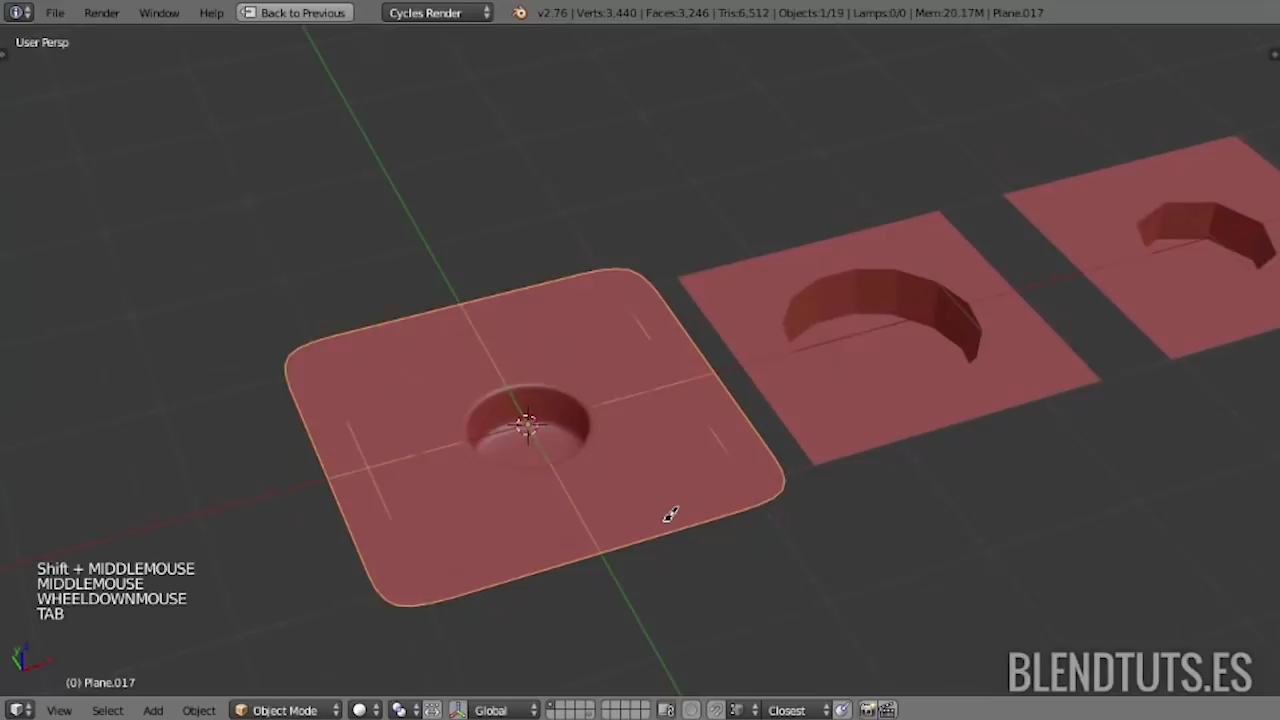 File Render Window Help Back to Previous Cycles Render v2.76 | Verts:3,440 | Faces:3,246 | Tris:6,512 | Objects:1/19 | Lamps:0/0 | Mem:20.17M | Plane.017
User Persp
Shift + MIDDLEMOUSE
MIDDLEMOUSE
WHEELDOWNMOUSE
TAB
(0) Plane.017
BLENDTUTS.ES
View Select Add Object Object Mode Global Closest